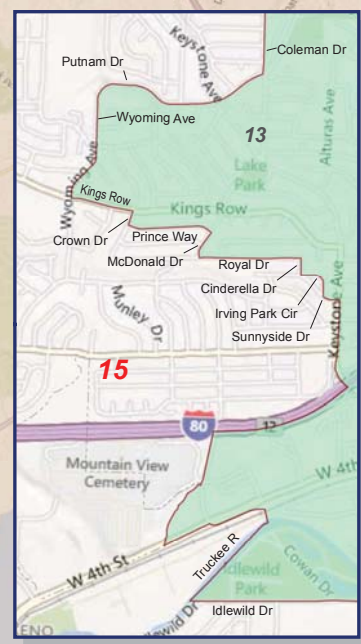 Keystone Ave
Coleman Dr
Putnam Dr
Wyoming Ave
13
Alturas Ave
Lake
Park
Wyoming Ave
Kings Row
Kings Row
Crown Dr
Prince Way
McDonald Dr
Royal Dr
Cinderella Dr
Irving Park Cir
Munley Dr
Sunnyside Dr
Keystone Ave
15
80
12
Mountain View
Cemetery
W 4th
W 4th St
Truckee R
Idlewild
Park
Cowan Dr
Idlewild Dr
Idlewild Dr
ENO